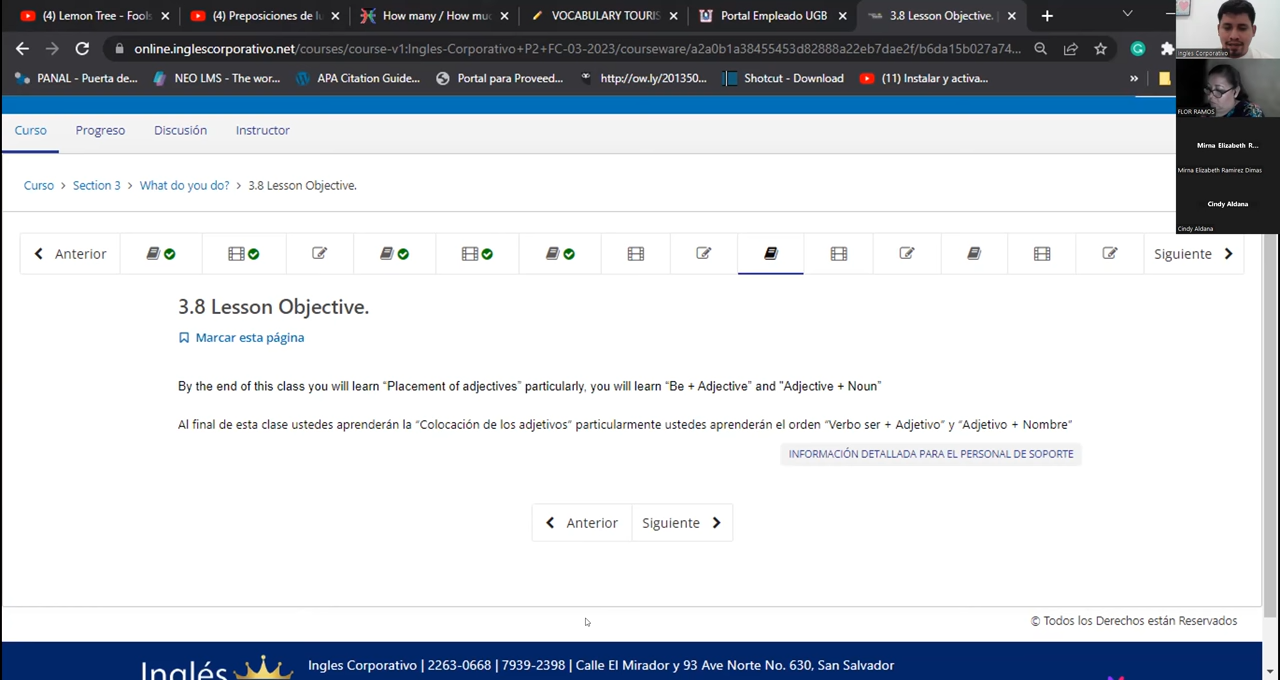 (4) Lemon Tree - Fools
(4) Preposiciones de lu
How many / How mu
VOCABULARY TOURIS
Portal Empleado UGB
3.8 Lesson Objective. |
online.inglescorporativo.net/courses/course-v1:Ingles-Corporativo+P2+FC-03-2023/courseware/a2a0b1a38455453d82888a22eb7dae2f/b6da15b027a74...
PANAL - Puerta de...
NEO LMS - The wor...
APA Citation Guide...
Portal para Proveed...
http://ow.ly/201350...
Shotcut - Download
(11) Instalar y activa...
»
Ingles Corporativo
FLOR RAMOS
Mirna Elizabeth R...
Mirna Elizabeth Ramirez Dimas
Cindy Aldana
Cindy Aldana
Curso
Progreso
Discusión
Instructor
Curso > Section 3 > What do you do? > 3.8 Lesson Objective.
Anterior
Siguiente
3.8 Lesson Objective.
Marcar esta página
By the end of this class you will learn “Placement of adjectives” particularly, you will learn “Be + Adjective” and "Adjective + Noun”
Al final de esta clase ustedes aprenderán la “Colocación de los adjetivos” particularmente ustedes aprenderán el orden “Verbo ser + Adjetivo” y “Adjetivo + Nombre”
INFORMACIÓN DETALLADA PARA EL PERSONAL DE SOPORTE
Anterior
Siguiente
© Todos los Derechos están Reservados
Inglés
Ingles Corporativo | 2263-0668 | 7939-2398 | Calle El Mirador y 93 Ave Norte No. 630, San Salvador